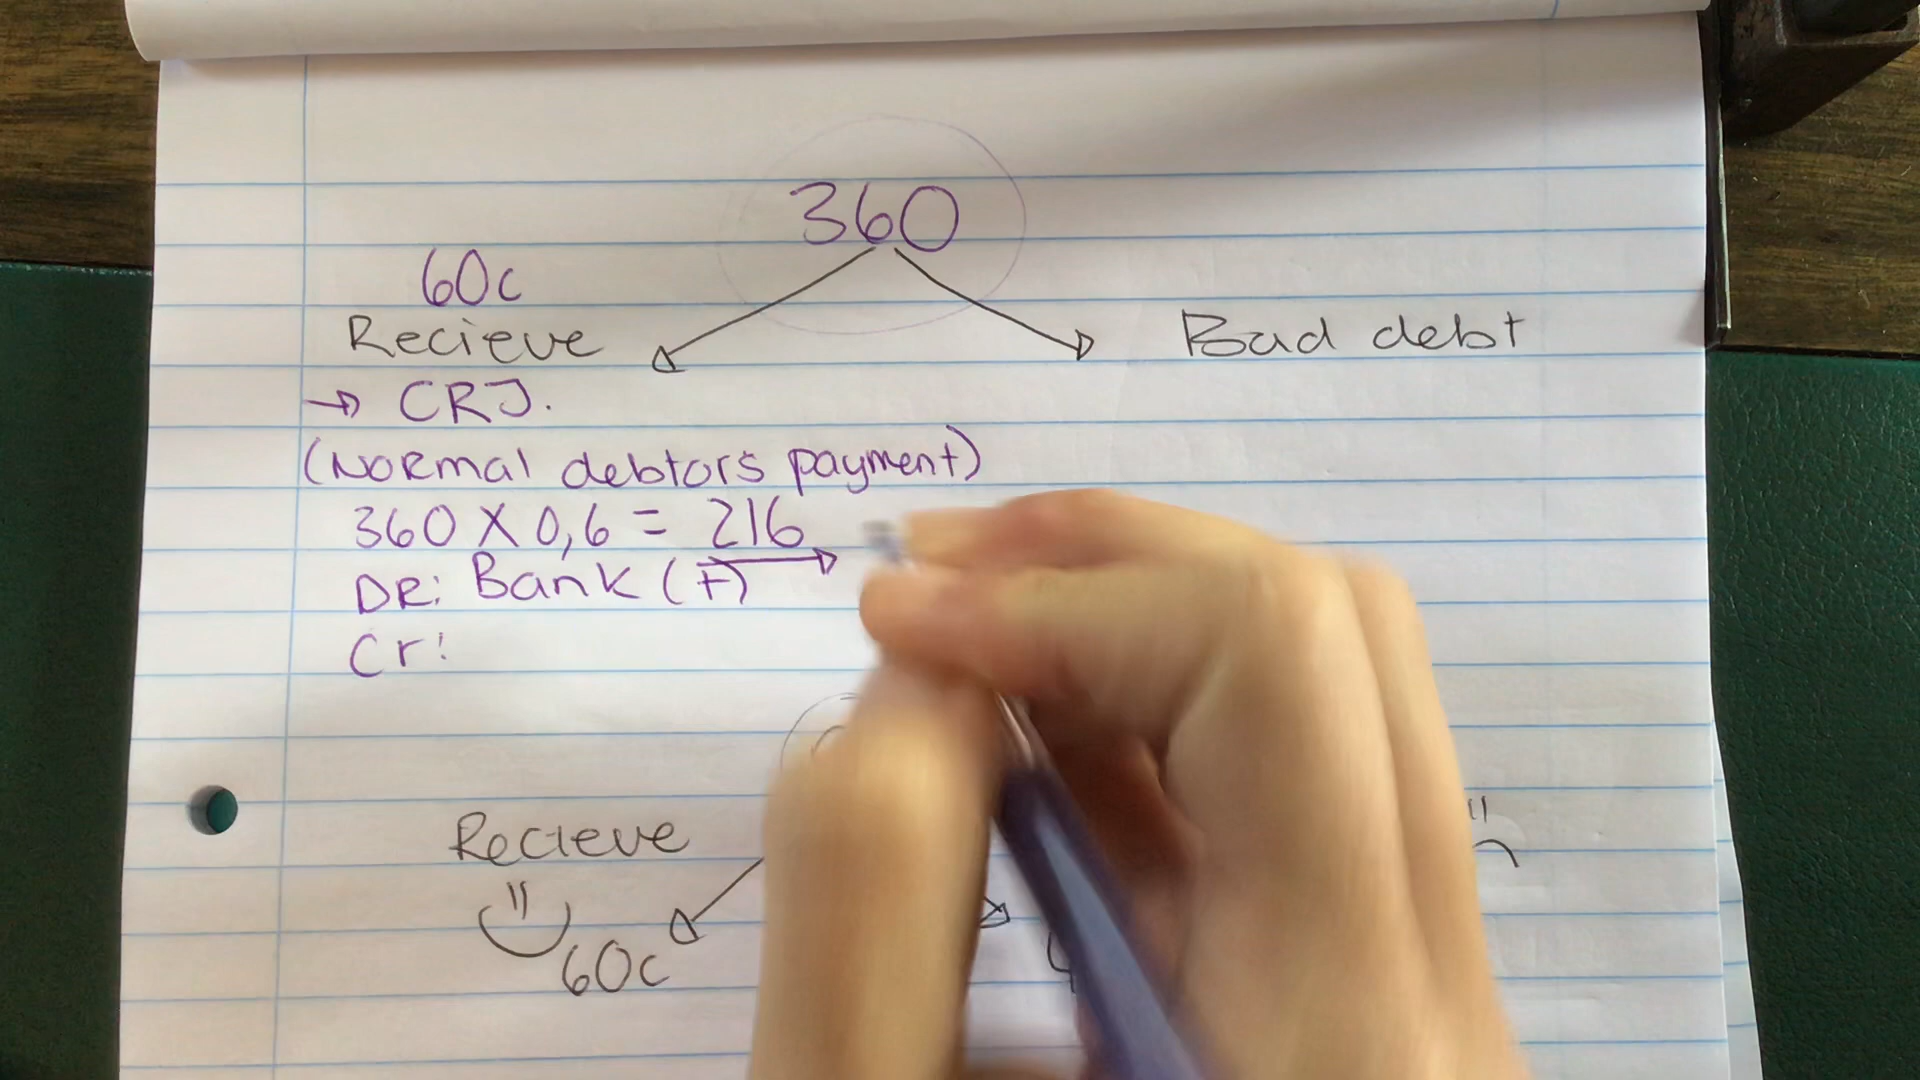 360
60c
Recieve
Bad debt
→ CRJ.
(Normal debtors payment)
360 X 0,6 = 216
DR: Bank (+)
Cr:
Recieve
60c